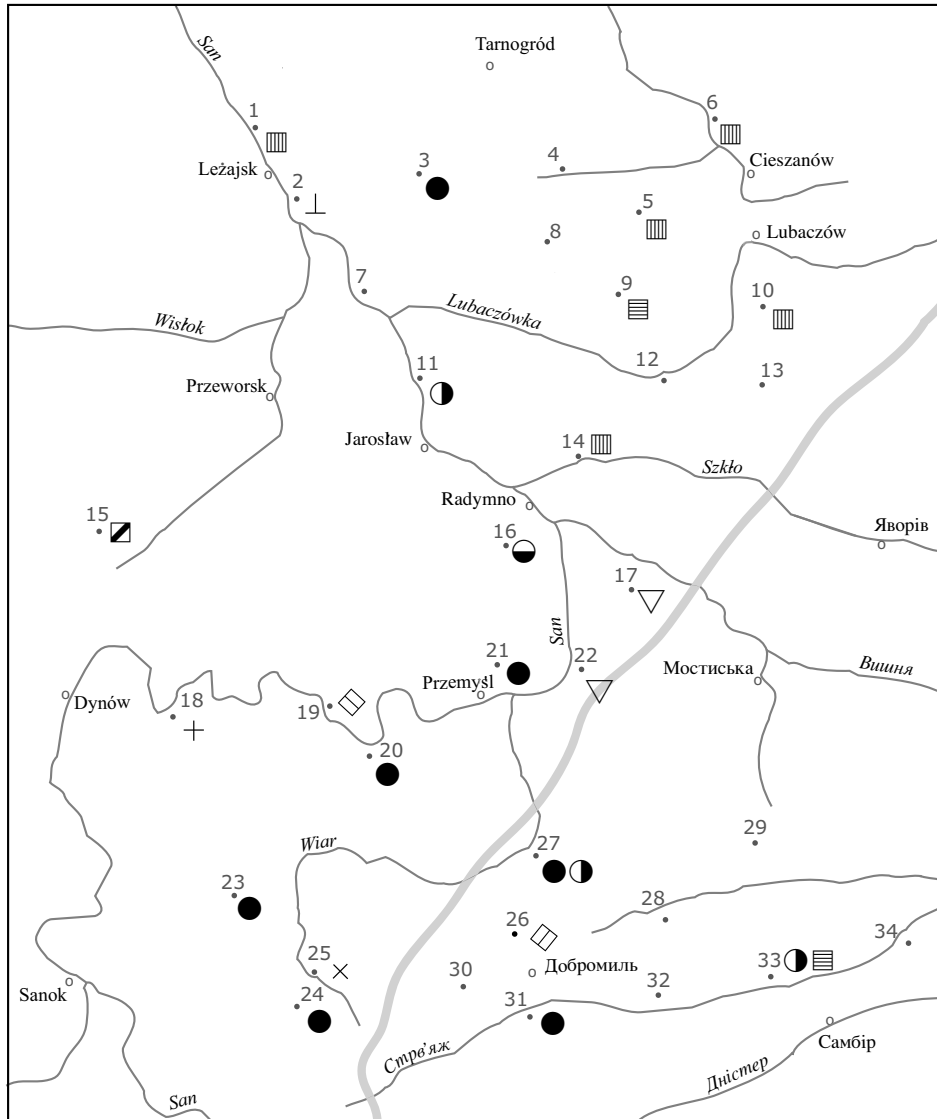 San
Tarnogród
1
6
3
4
Leżajsk
Cieszanów
2
5
8
Lubaczów
7
9
10
Lubaczówka
Wisłok
12
13
11
Przeworsk
Jarosław
14
Szkło
Radymno
15
16
Яворів
17
San
21
22
Мостиська
Вишня
Przemyśl
Dynów
18
19
20
29
Wiar
27
23
28
26
34
25
Добромиль
33
30
32
Sanok
24
31
Самбір
Стрв'яж
Дністер
San